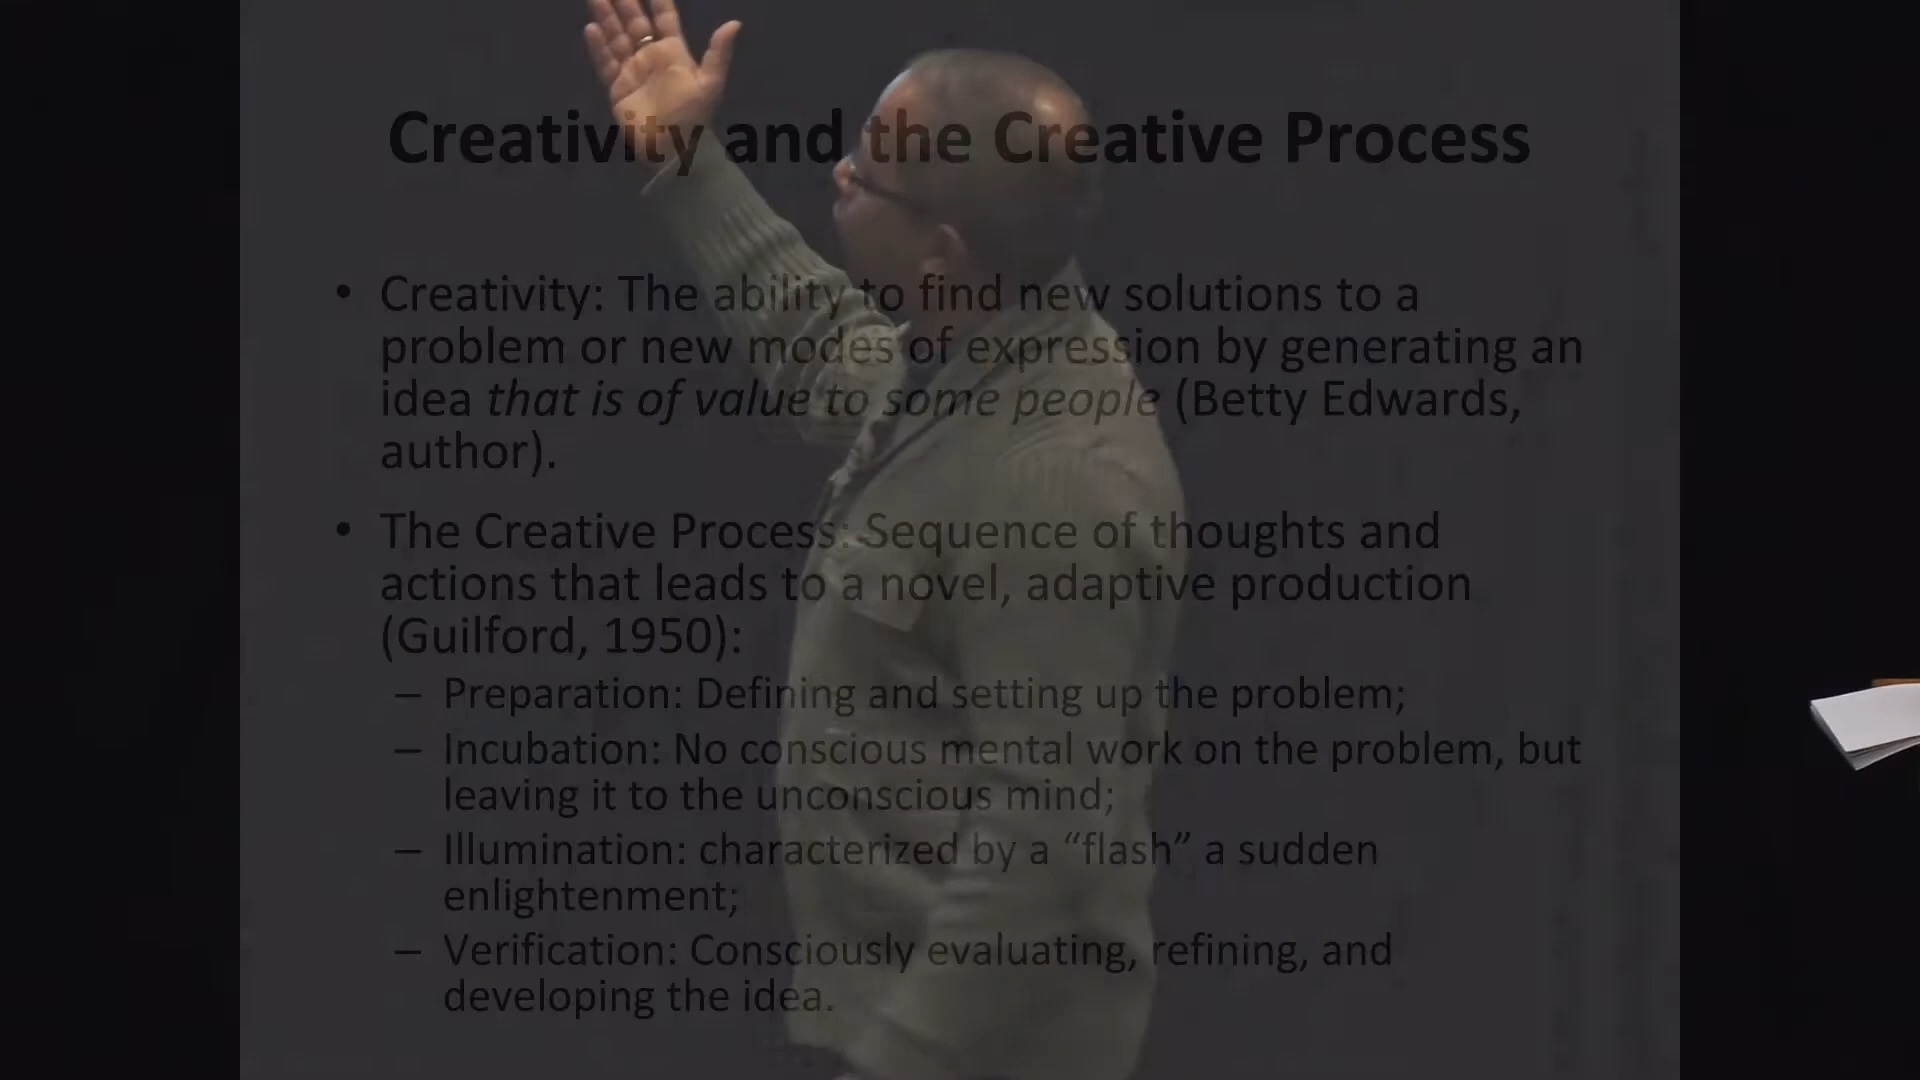 Creativity and the Creative Process
• Creativity: The ability to find new solutions to a
problem or new modes of expression by generating an
idea that is of value to some people (Betty Edwards,
author).
• The Creative Process: Sequence of thoughts and
actions that leads to a novel, adaptive production
(Guilford, 1950):
– Preparation: Defining and setting up the problem;
– Incubation: No conscious mental work on the problem, but
leaving it to the unconscious mind;
– Illumination: characterized by a “flash” a sudden
enlightenment;
– Verification: Consciously evaluating, refining, and
developing the idea.